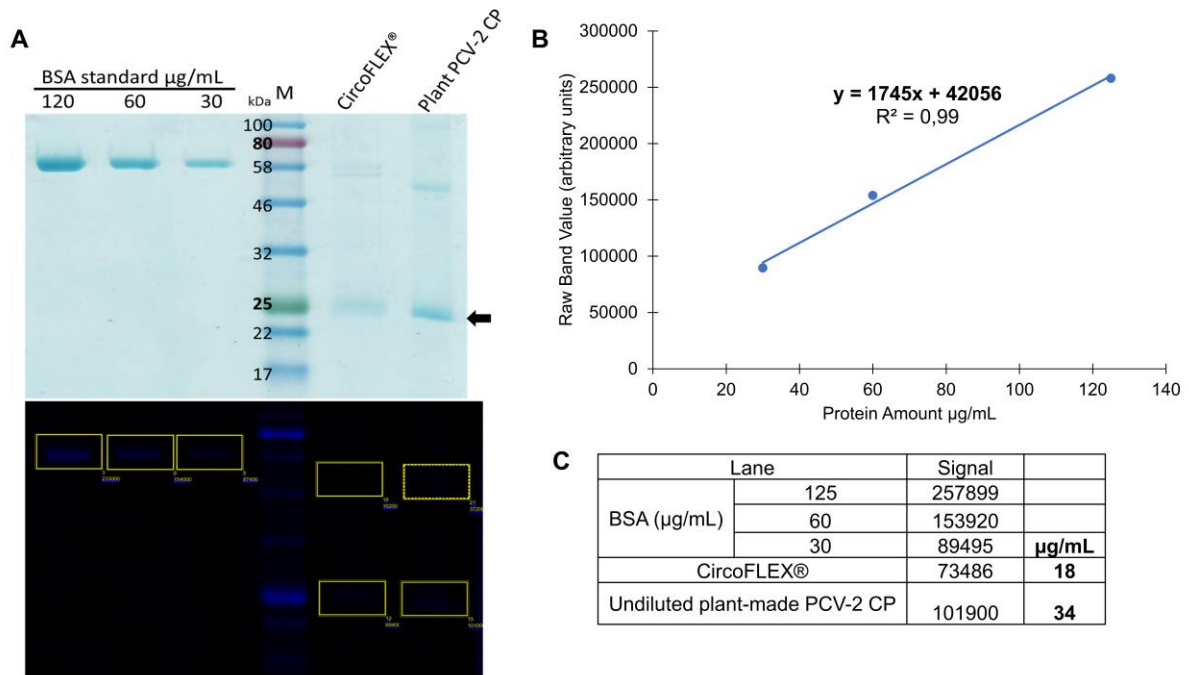 A
BSA standard µg/mL
120 60 30
kDa M
CircoFLEX®
Plant PCV-2 CP
100
80
58
46
32
25
22
17
B
300000
250000
200000
150000
100000
50000
0
Raw Band Value (arbitrary units)
y = 1745x + 42056
R² = 0,99
0 20 40 60 80 100 120 140
Protein Amount µg/mL
C
Lane Signal
BSA (µg/mL) 125 257899
60 153920
30 89495 µg/mL
CircoFLEX® 73486 18
Undiluted plant-made PCV-2 CP 101900 34